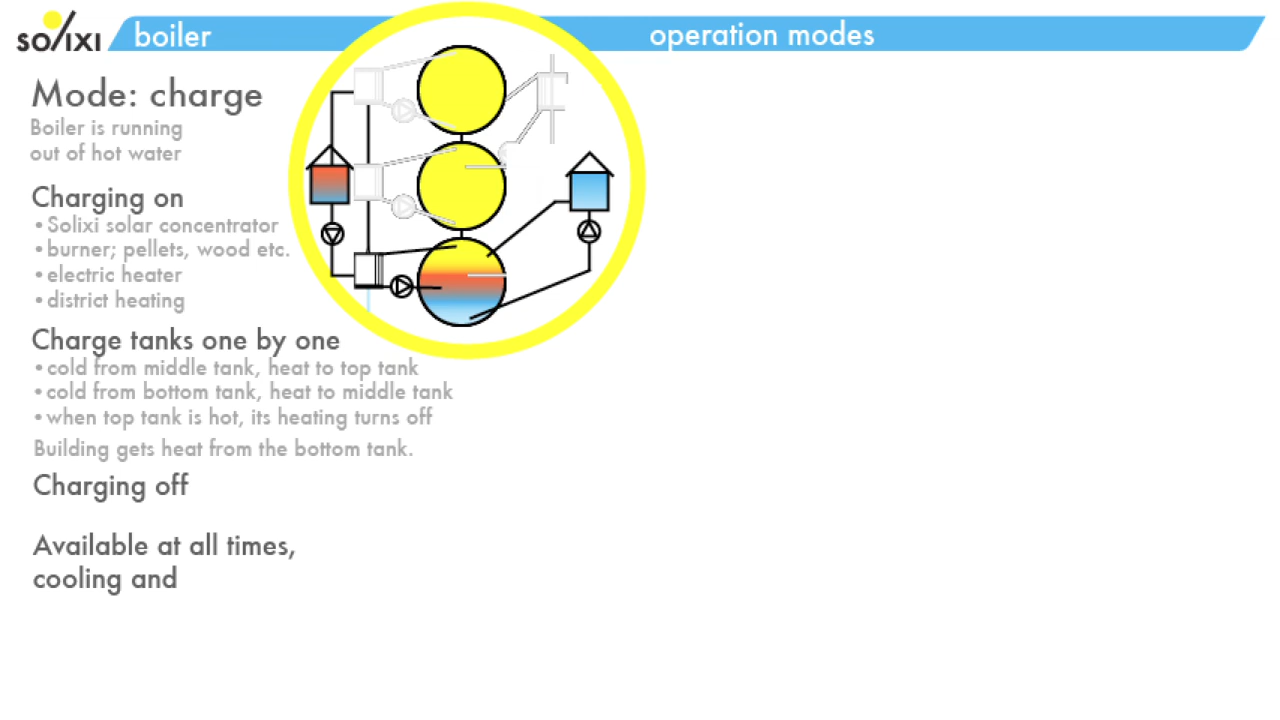 solixi
boiler
operation modes
Mode: charge
Boiler is running
out of hot water
Charging on
• Solixi solar concentrator
• burner; pellets, wood etc.
• electric heater
• district heating
Charge tanks one by one
• cold from middle tank, heat to top tank
• cold from bottom tank, heat to middle tank
• when top tank is hot, its heating turns off
Building gets heat from the bottom tank.
Charging off
Available at all times,
cooling and